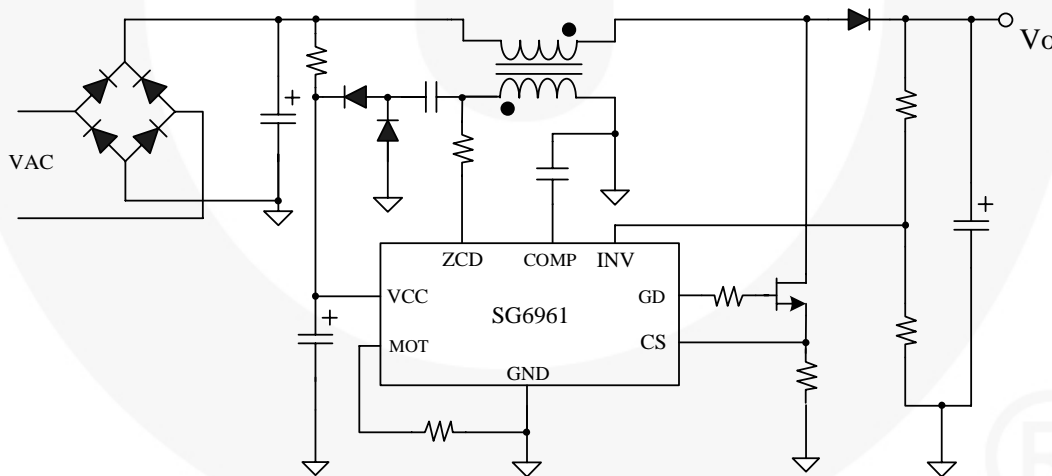 VO
VAC
ZCD
COMP
INV
VCC
GD
SG6961
MOT
CS
GND